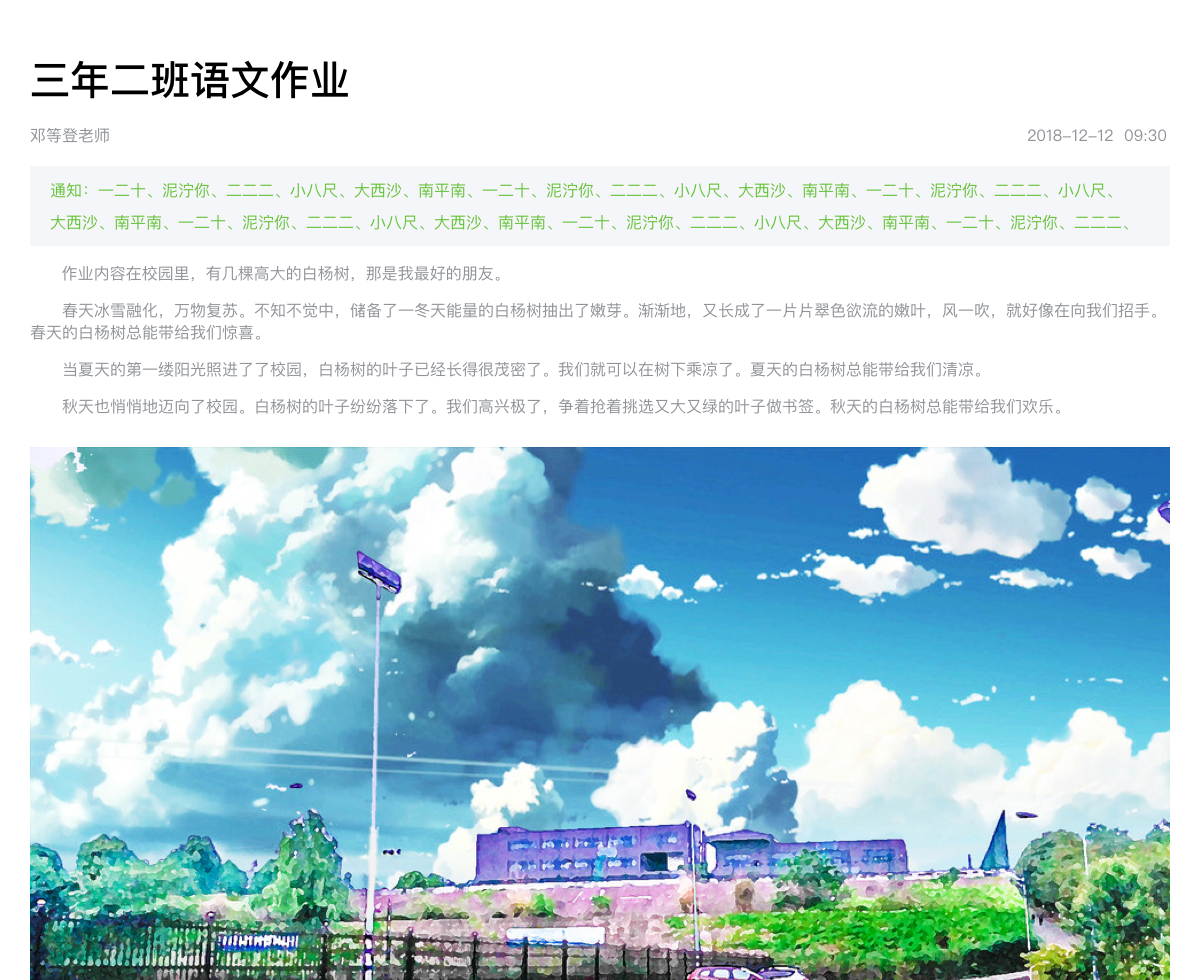 三年二班语文作业
邓等登老师
2018-12-12 09:30
通知：一二十、泥泞你、二二二、小八尺、大西沙、南平南、一二十、泥泞你、二二二、小八尺、大西沙、南平南、一二十、泥泞你、二二二、小八尺、
大西沙、南平南、一二十、泥泞你、二二二、小八尺、大西沙、南平南、一二十、泥泞你、二二二、小八尺、大西沙、南平南、一二十、泥泞你、二二二、
作业内容在校园里，有几棵高大的白杨树，那是我最好的朋友。
春天冰雪融化，万物复苏。不知不觉中，储备了一冬天能量的白杨树抽出了嫩芽。渐渐地，又长成了一片片翠色欲流的嫩叶，风一吹，就好像在向我们招手。
春天的白杨树总能带给我们惊喜。
当夏天的第一缕阳光照进了了校园，白杨树的叶子已经长得很茂密了。我们就可以在树下乘凉了。夏天的白杨树总能带给我们清凉。
秋天也悄悄地迈向了校园。白杨树的叶子纷纷落下了。我们高兴极了，争着抢着挑选又大又绿的叶子做书签。秋天的白杨树总能带给我们欢乐。